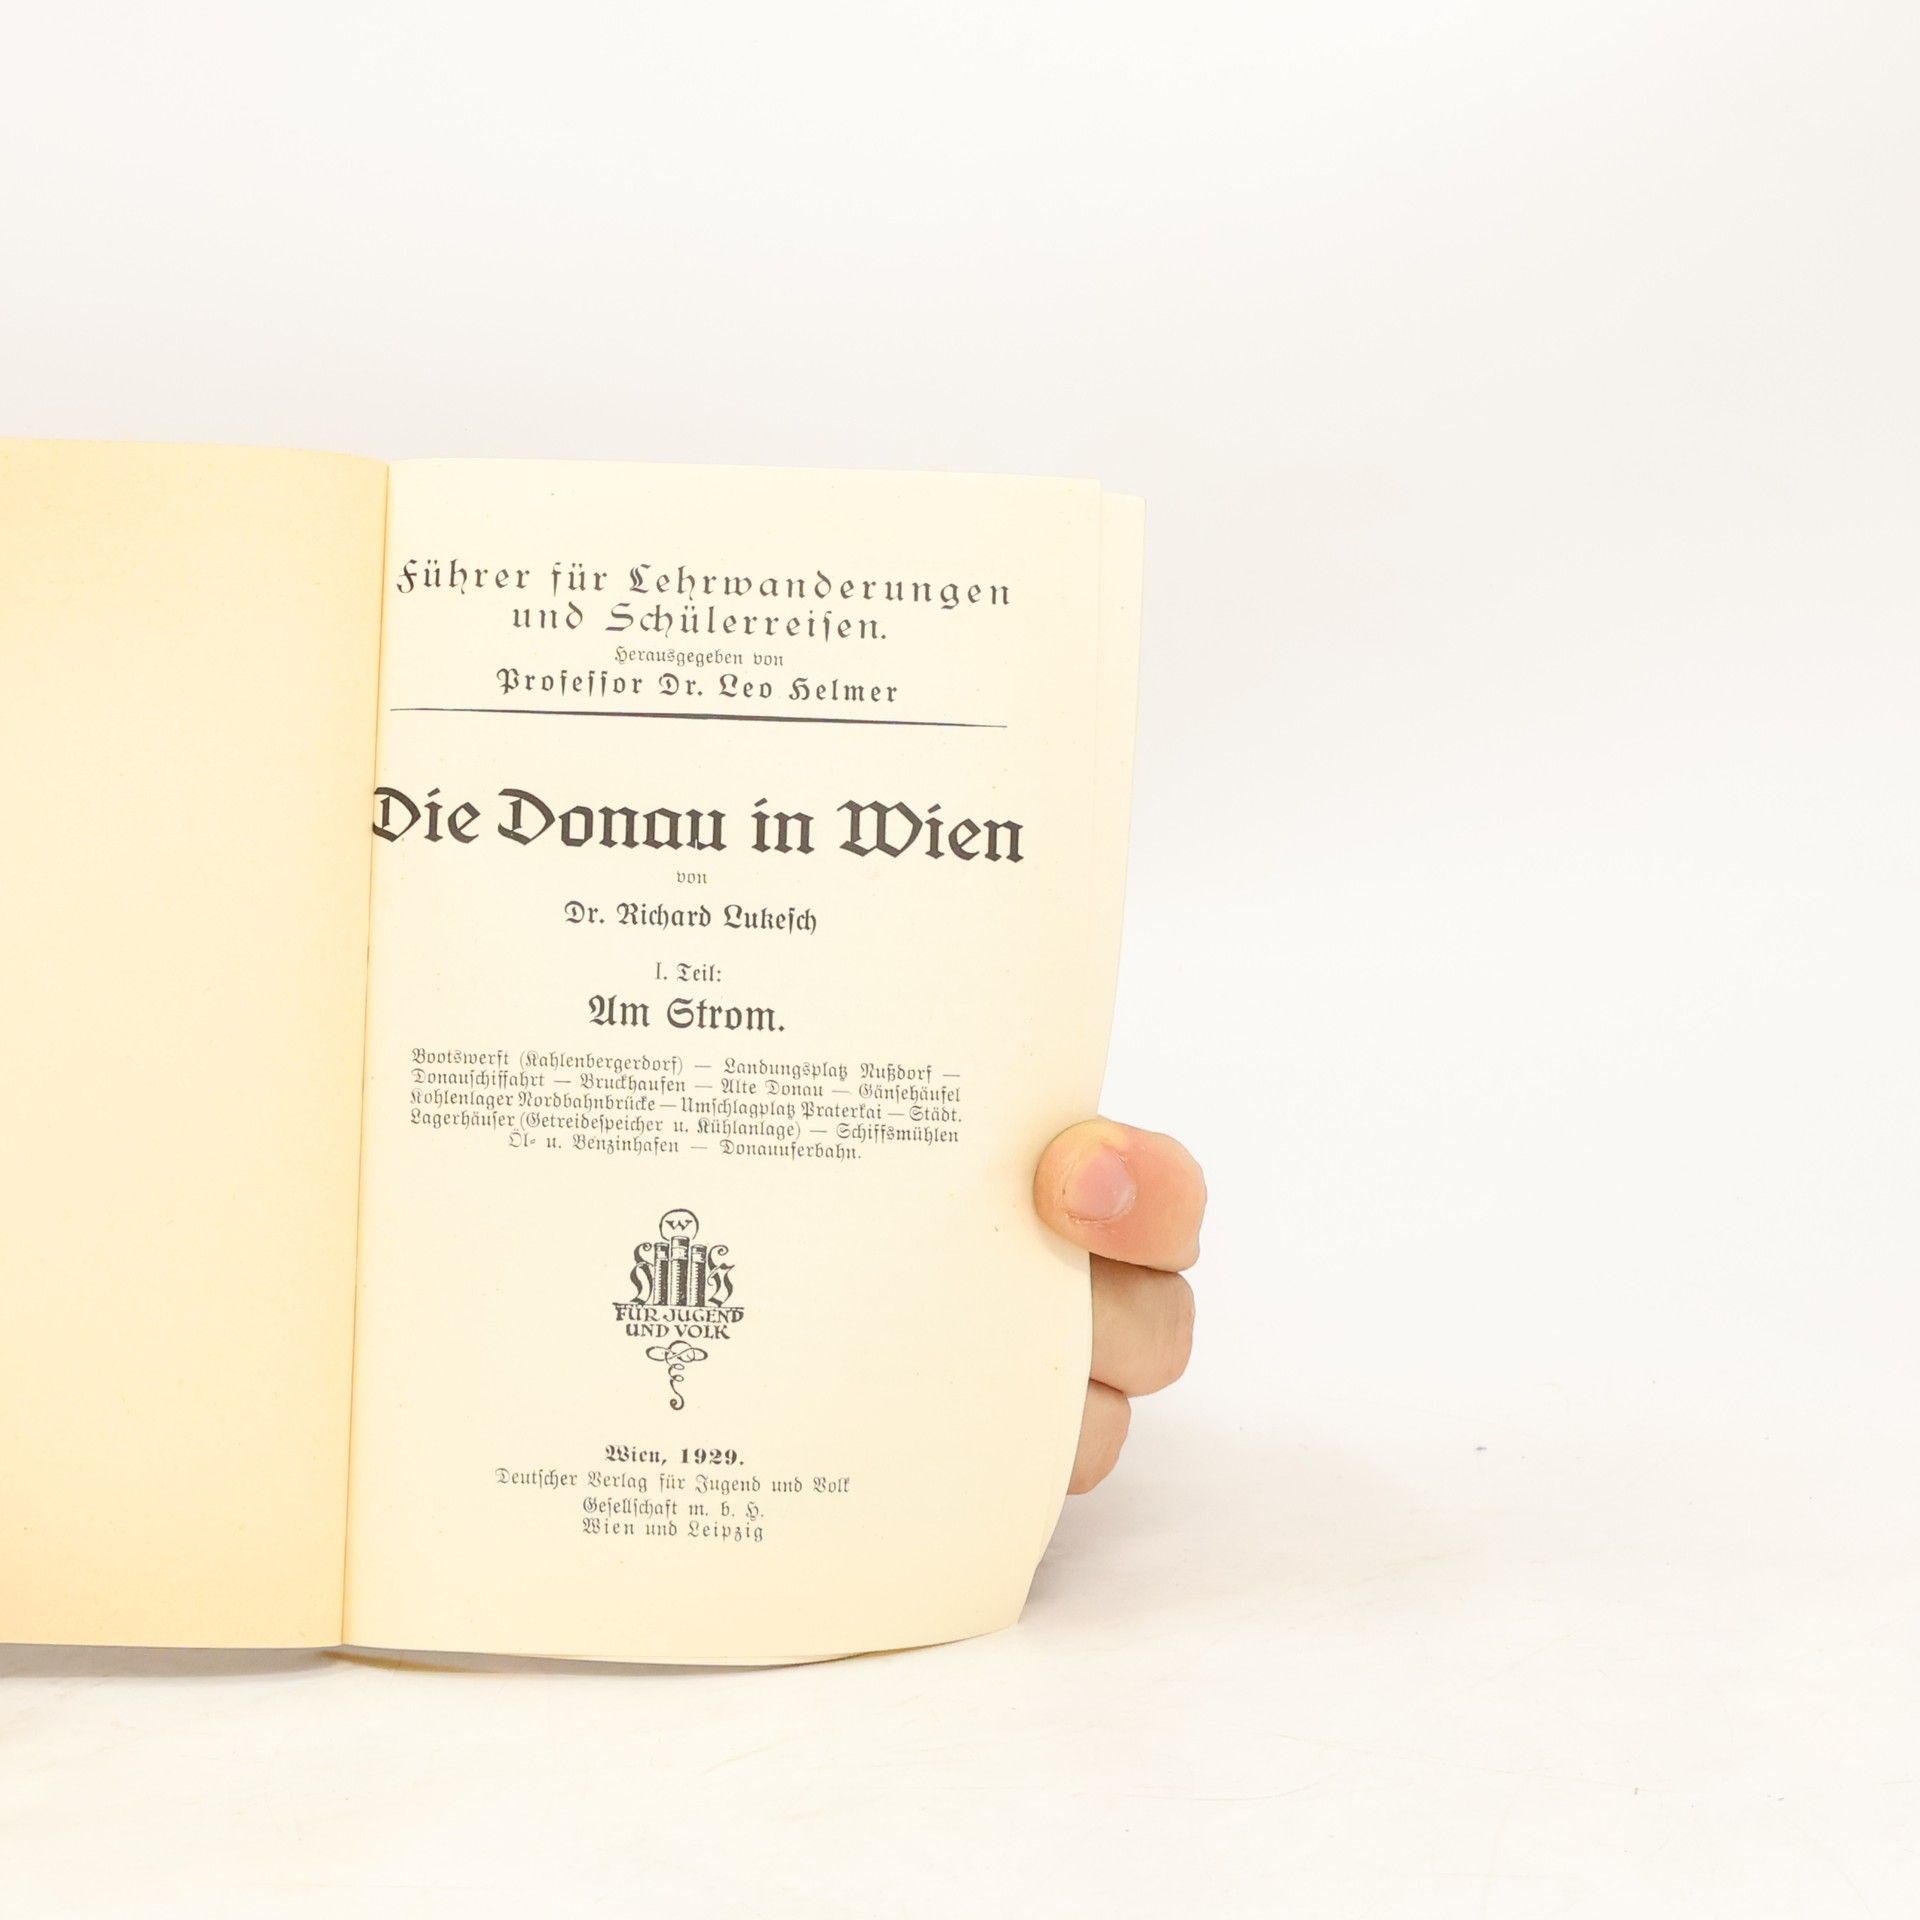 Führer für Lehrwanderungen
und Schülerreisen.
Herausgegeben von
Professor Dr. Leo Helmer
Die Donau in Wien
von
Dr. Richard Lukesch
I. Teil:
Am Strom.
Bootswerft (Kahlenbergerdorf) — Landungsplatz Nußdorf —
Donauschiffahrt — Bruckhaufen — Alte Donau — Gänsehäufel
Kohlenlager Nordbahnbrücke — Umschlagplatz Praterkai — Städt.
Lagerhäuser (Getreidespeicher u. Kühlanlage) — Schiffsmühlen
Öl- u. Benzinhafen — Donauuferbahn.
W
FÜR JUGEND
UND VOLK
Wien, 1929.
Deutscher Verlag für Jugend und Volk
Gesellschaft m. b. H.
Wien und Leipzig